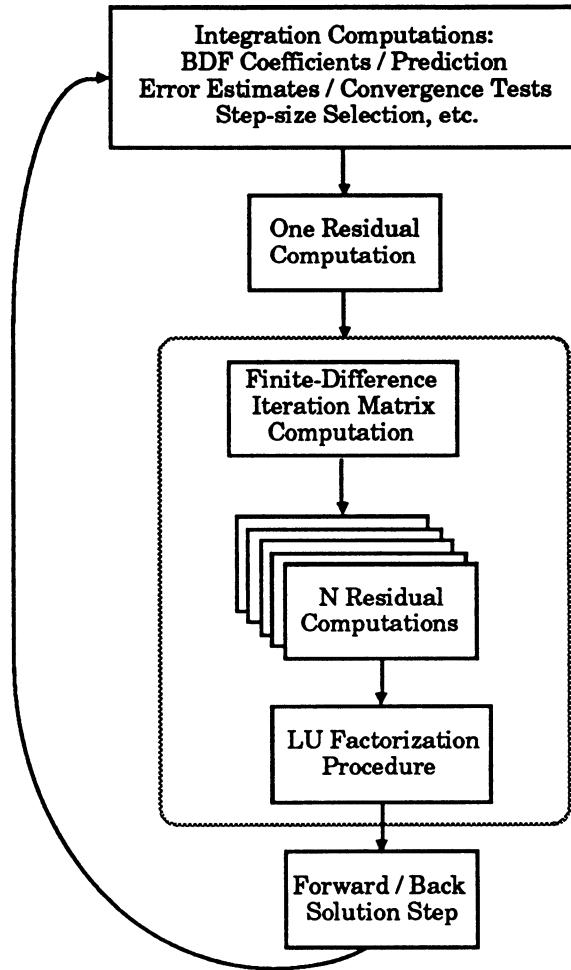 Integration Computations:
BDF Coefficients / Prediction
Error Estimates / Convergence Tests
Step-size Selection, etc.
One Residual
Computation
Finite-Difference
Iteration Matrix
Computation
N Residual
Computations
LU Factorization
Procedure
Forward / Back
Solution Step